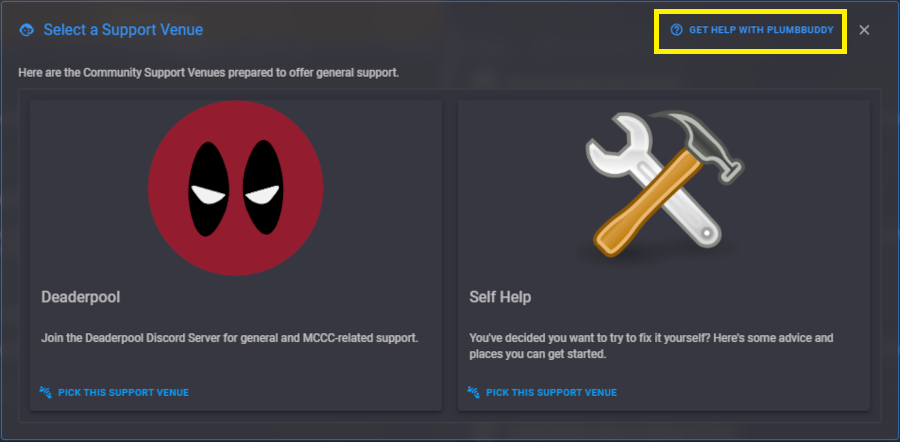 Select a Support Venue
GET HELP WITH PLUMBBUDDY
Here are the Community Support Venues prepared to offer general support.
Deaderpool
Join the Deaderpool Discord Server for general and MCCC-related support.
PICK THIS SUPPORT VENUE
Self Help
You've decided you want to try to fix it yourself? Here's some advice and
places you can get started.
PICK THIS SUPPORT VENUE